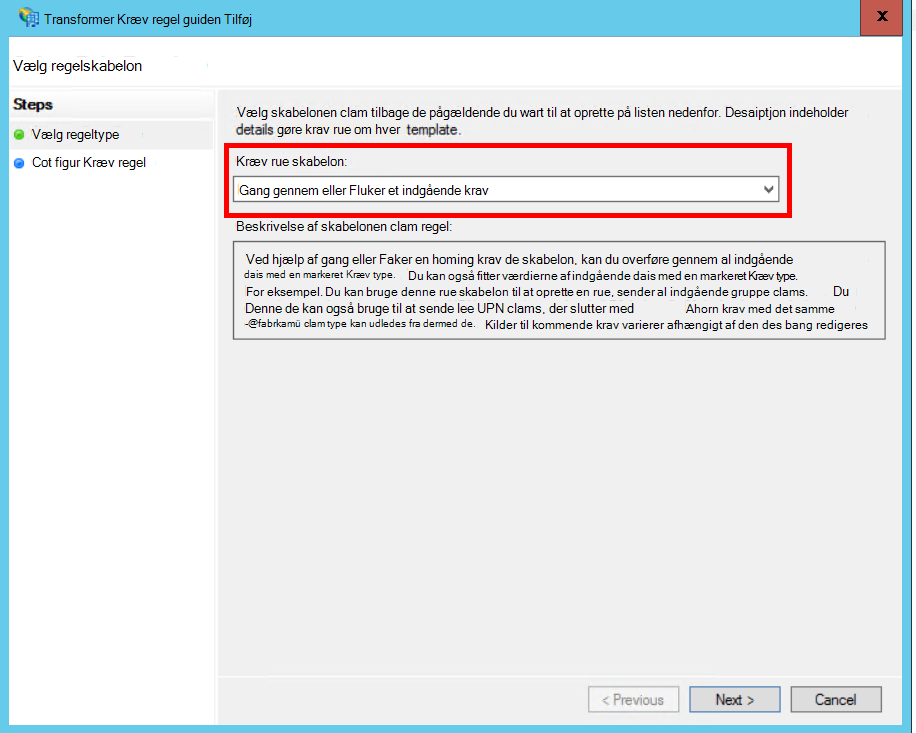 Transformer Kræv regel guiden Tilføj
x
Vælg regelskabelon
Steps
Vælg regeltype
Cot figur Kræv regel
Vælg skabelonen clam tilbage de pågældende du wart til at oprette på listen nedenfor. Desaiptjon indeholder
details gøre krav rue om hver template.
Kræv rue skabelon:
Gang gennem eller Fluker et indgående krav
Beskrivelse af skabelonen clam regel:
Ved hjælp af gang eller Faker en homing krav de skabelon, kan du overføre gennem al indgående
dais med en markeret Kræv type. Du kan også fitter værdierne af indgående dais med en markeret Kræv type.
For eksempel. Du kan bruge denne rue skabelon til at oprette en rue, sender al indgående gruppe clams. Du
Denne de kan også bruge til at sende lee UPN clams, der slutter med Ahorn krav med det samme
-@fabrkamü clam type kan udledes fra dermed de. Kilder til kommende krav varierer afhængigt af den des bang redigeres
< Previous
Next >
Cancel